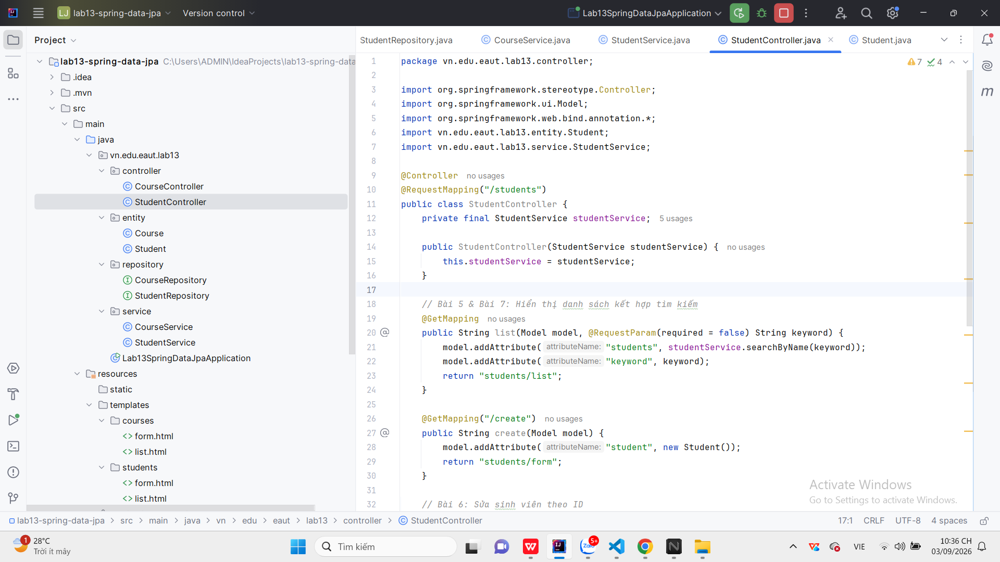 LJ lab13-spring-data-jpa Version control Lab13SpringDataJpaApplication
Project
StudentRepository.java CourseService.java StudentService.java StudentController.java Student.java
lab13-spring-data-jpa C:\Users\ADMIN\IdeaProjects\lab13-spring-data
.idea
.mvn
src
main
java
vn.edu.eaut.lab13
controller
CourseController
StudentController
entity
Course
Student
repository
CourseRepository
StudentRepository
service
CourseService
StudentService
Lab13SpringDataJpaApplication
resources
static
templates
courses
form.html
list.html
students
form.html
list.html
7 4
1 package vn.edu.eaut.lab13.controller;
2
3 import org.springframework.stereotype.Controller;
4 import org.springframework.ui.Model;
5 import org.springframework.web.bind.annotation.*;
6 import vn.edu.eaut.lab13.entity.Student;
7 import vn.edu.eaut.lab13.service.StudentService;
8
9 @Controller no usages
10 @RequestMapping("/students")
11 public class StudentController {
12 private final StudentService studentService; 5 usages
13
14 public StudentController(StudentService studentService) { no usages
15 this.studentService = studentService;
16 }
17
18 // Bài 5 & Bài 7: Hiển thị danh sách kết hợp tìm kiếm
19 @GetMapping no usages
20 public String list(Model model, @RequestParam(required = false) String keyword) {
21 model.addAttribute( attributeName: "students", studentService.searchByName(keyword));
22 model.addAttribute( attributeName: "keyword", keyword);
23 return "students/list";
24 }
25
26 @GetMapping("/create") no usages
27 public String create(Model model) {
28 model.addAttribute( attributeName: "student", new Student());
29 return "students/form";
30 }
31
32 // Bài 6: Sửa sinh viên theo ID
Activate Windows
Go to Settings to activate Windows.
lab13-spring-data-jpa > src > main > java > vn > edu > eaut > lab13 > controller > StudentController 17:1 CRLF UTF-8 4 spaces
1 28°C
Trời ít mây
Tìm kiếm
Zalo 5+
VIE
10:36 CH
03/09/2026